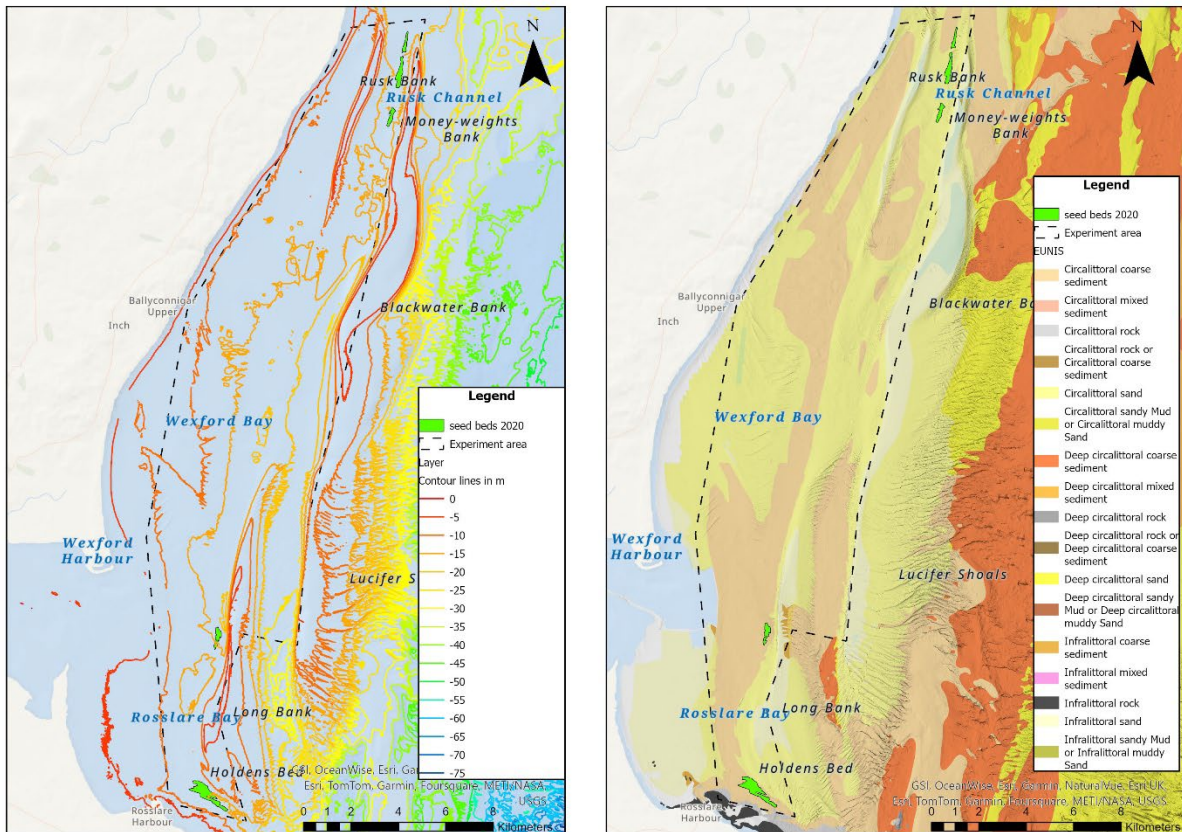 N
Rusk Bank
Rusk Channel
Money-weights
Bank
Ballyconnigar
Upper
Inch
Blackwater Bank
Wexford Bay
Wexford
Harbour
Lucifer S
Rosslare Bay
Long Bank
Holdens Bed
Rosslare
Harbour
Legend
seed beds 2020
Experiment area
Layer
Contour lines in m
0
-5
-10
-15
-20
-25
-30
-35
-40
-45
-50
-55
-60
-65
-70
-75
GSI, OceanWise, Esri, Gar
Esri, TomTom, Garmin, Foursquare, METI/NASA,
USGS
0 2 4 8
Kilometers
N
Rusk Bank
Rusk Channel
Money-weights
Bank
Ballyconnigar
Upper
Inch
Blackwater Ba
Wexford Bay
Wexford
Harbour
Lucifer Shoals
Rosslare Bay
Long Bank
Holdens Bed
Rosslare
Harbour
Legend
seed beds 2020
Experiment area
EUNIS
Circalittoral coarse
sediment
Circalittoral mixed
sediment
Circalittoral rock
Circalittoral rock or
Circalittoral coarse
sediment
Circalittoral sand
Circalittoral sandy Mud
or Circalittoral muddy
Sand
Deep circalittoral coarse
sediment
Deep circalittoral mixed
sediment
Deep circalittoral rock
Deep circalittoral rock or
Deep circalittoral coarse
sediment
Deep circalittoral sand
Deep circalittoral sandy
Mud or Deep circalittoral
muddy Sand
Infralittoral coarse
sediment
Infralittoral mixed
sediment
Infralittoral rock
Infralittoral sand
Infralittoral sandy Mud
or Infralittoral muddy
Sand
GSI, OceanWise, Esri, Garmin, NaturalVue, Esri UK,
Esri, TomTom, Garmin, Foursquare, METI/NASA, USGS
0 2 4 8
Kilometers